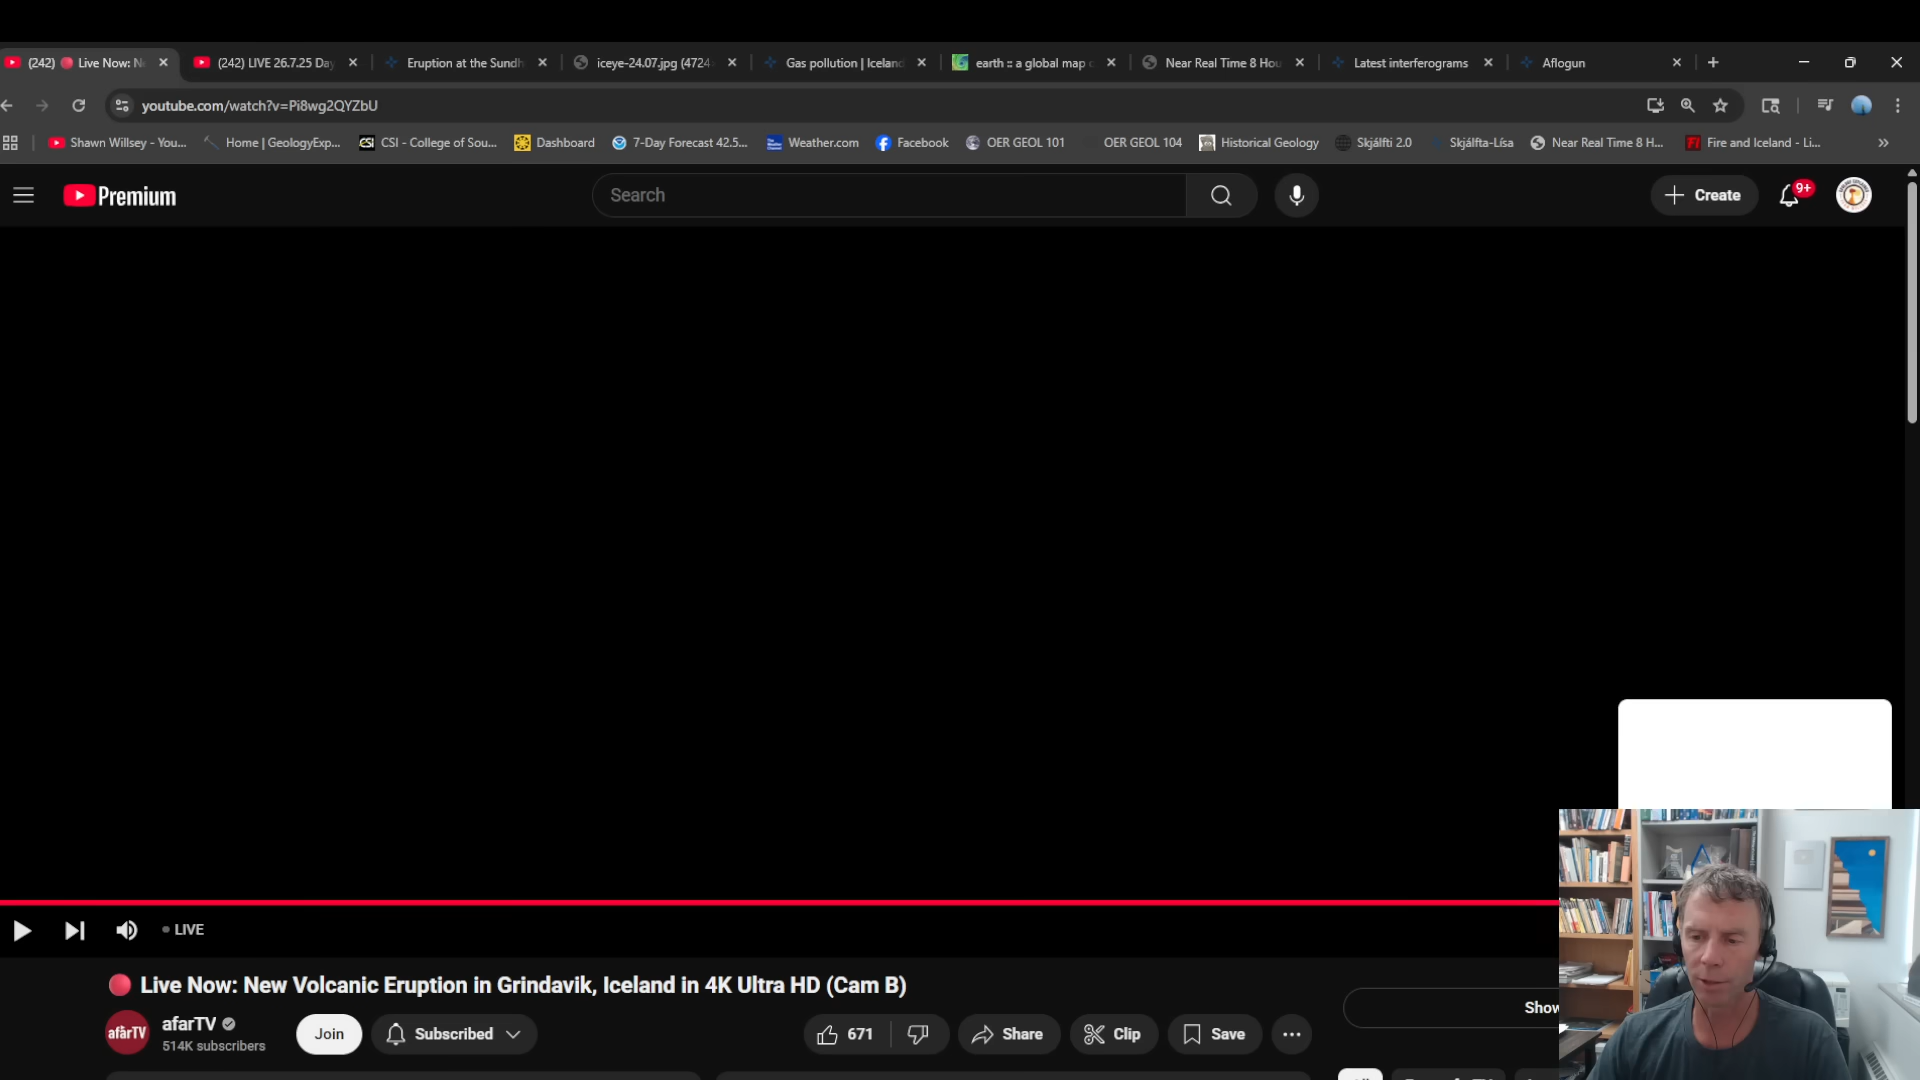 (242) Live Now: N
(242) LIVE 26.7.25 Da
Eruption at the Sundh
iceye-24.07.jpg (4724
Gas pollution | Iceland
earth :: a global map
Near Real Time 8 Hou
Latest interferograms
Aflogun
youtube.com/watch?v=Pi8wg2QYZbU
Shawn Willsey - You...
Home | GeologyExp...
CSI - College of Sou...
Dashboard
7-Day Forecast 42.5...
Weather.com
Facebook
OER GEOL 101
OER GEOL 104
Historical Geology
Skjálfti 2.0
Skjálfta-Lísa
Near Real Time 8 H...
Fire and Iceland - Li...
Premium
Search
Create
9+
LIVE
Live Now: New Volcanic Eruption in Grindavik, Iceland in 4K Ultra HD (Cam B)
afarTV
afarTV
514K subscribers
Join
Subscribed
671
Share
Clip
Save
Show